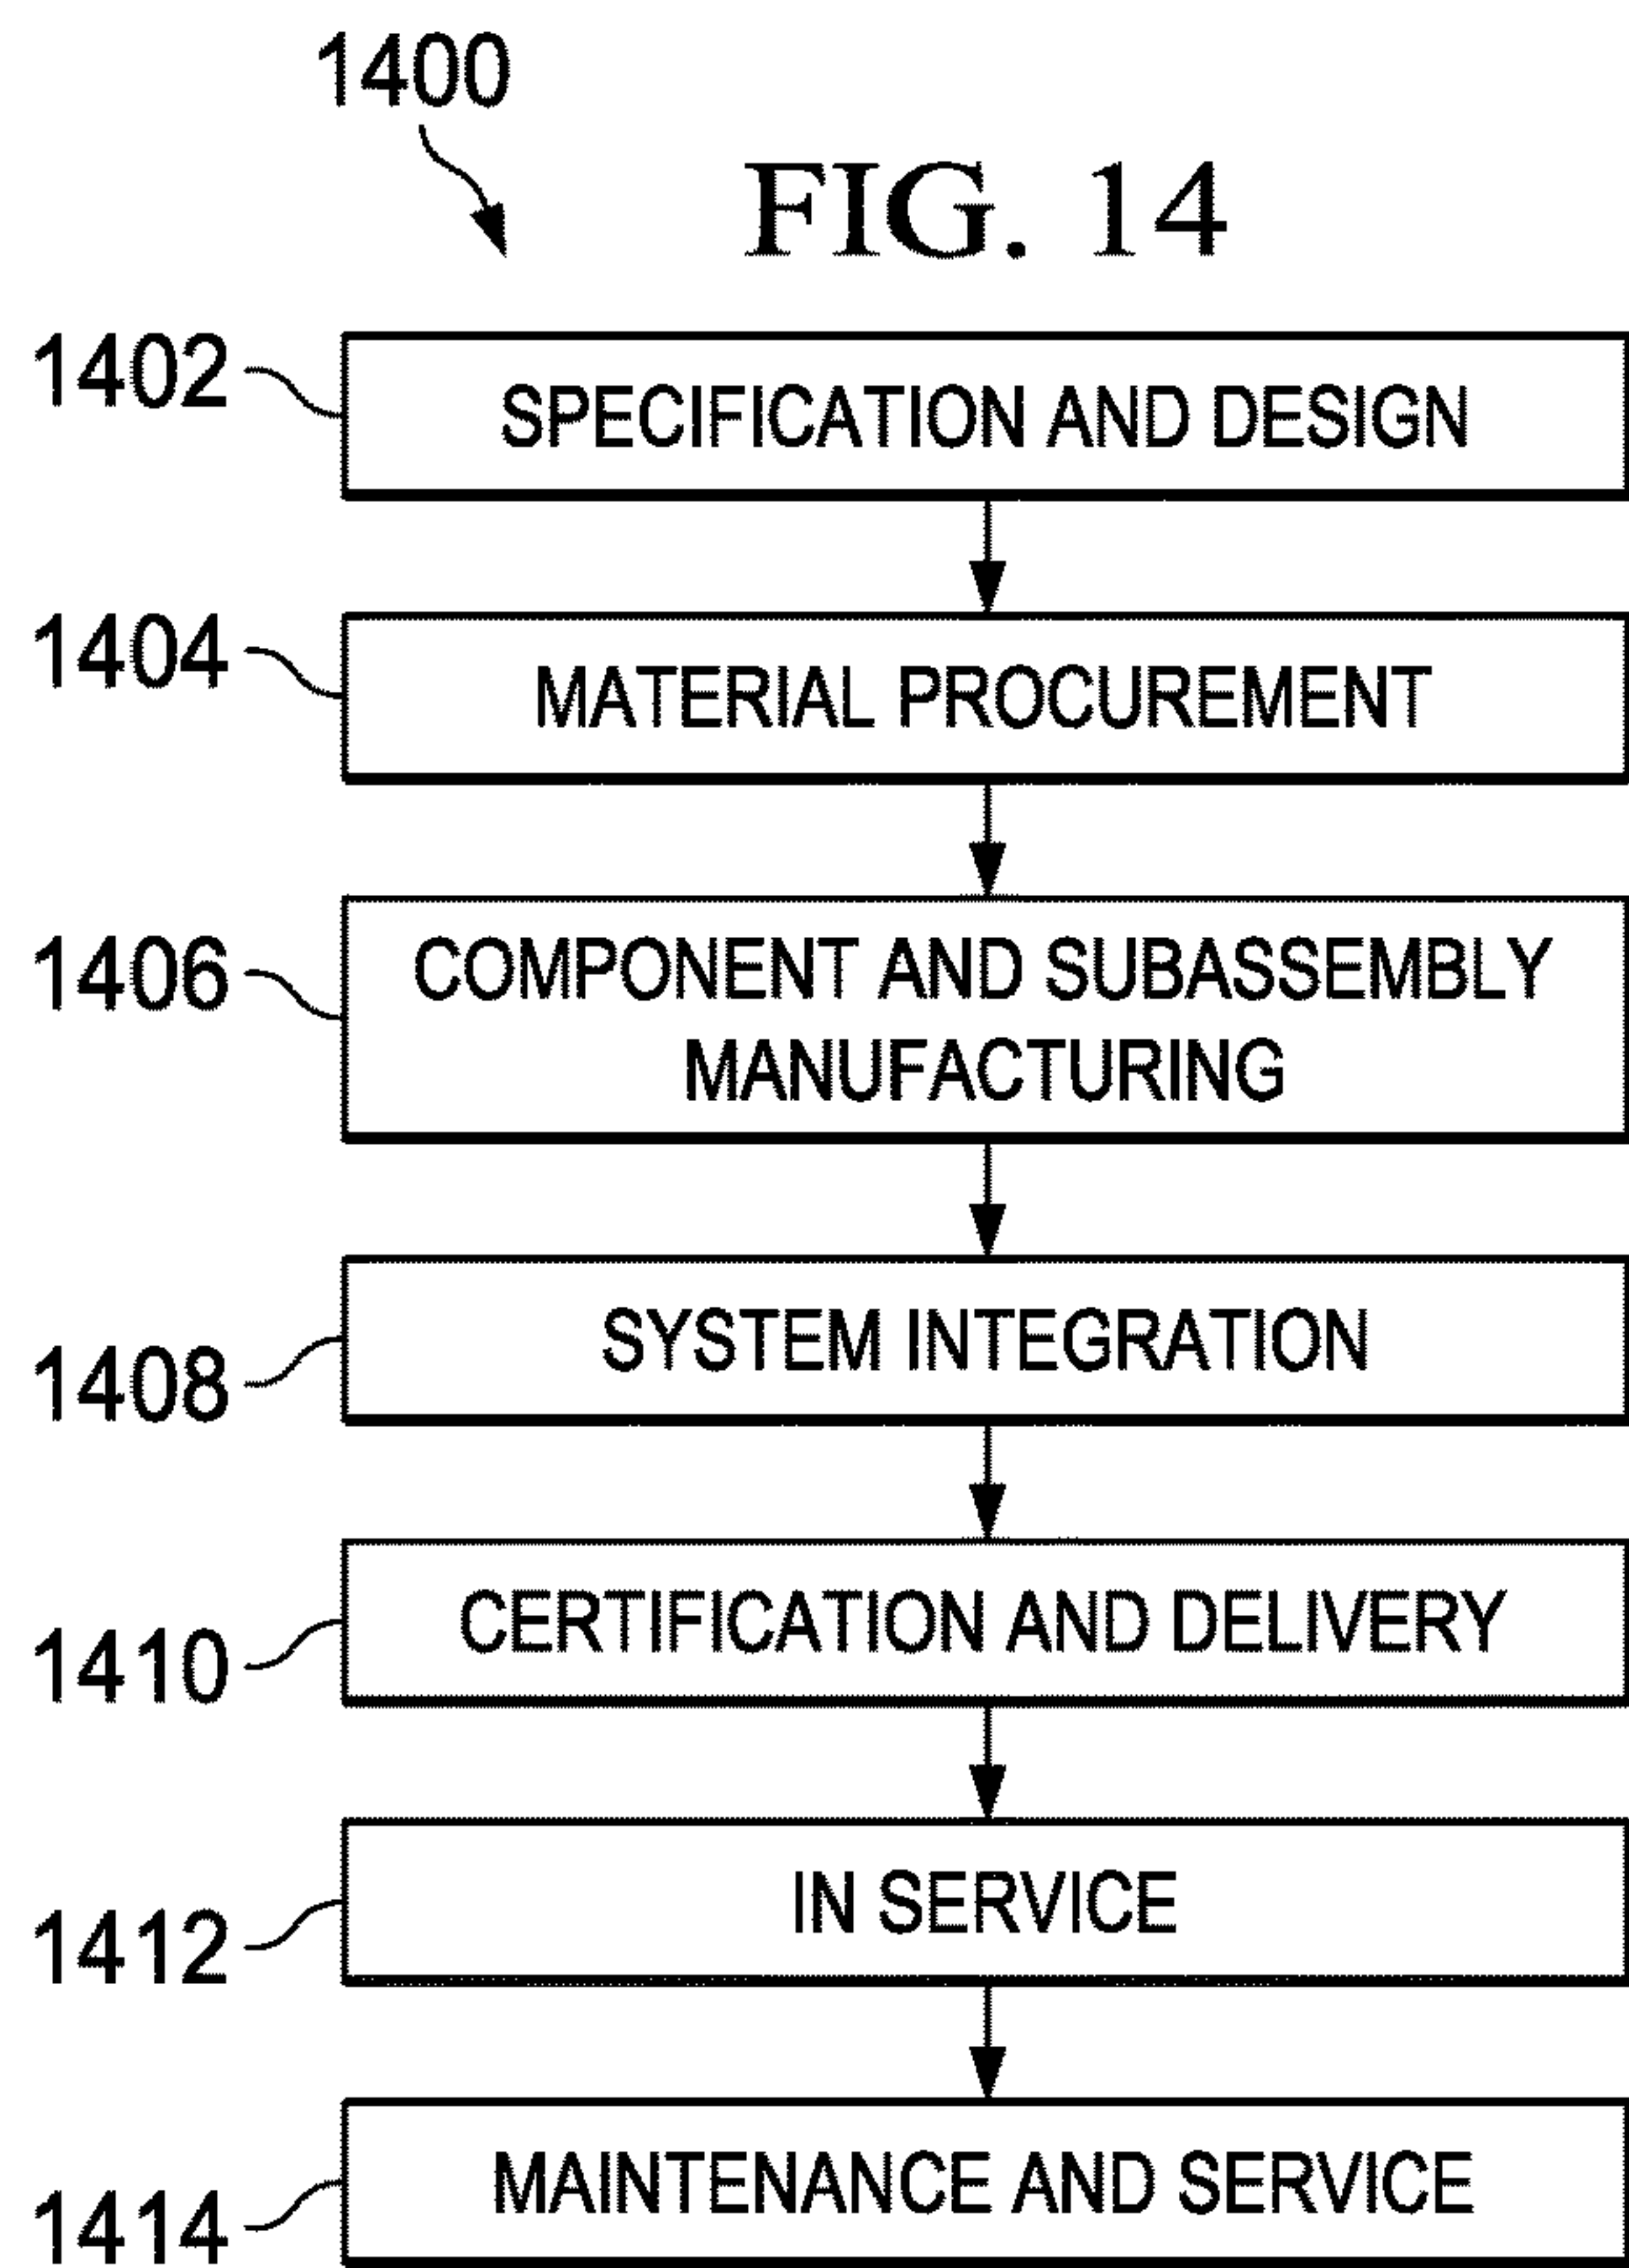 1400
FIG. 14
1402
SPECIFICATION AND DESIGN
1404
MATERIAL PROCUREMENT
1406
COMPONENT AND SUBASSEMBLY
MANUFACTURING
1408
SYSTEM INTEGRATION
1410
CERTIFICATION AND DELIVERY
1412
IN SERVICE
1414
MAINTENANCE AND SERVICE